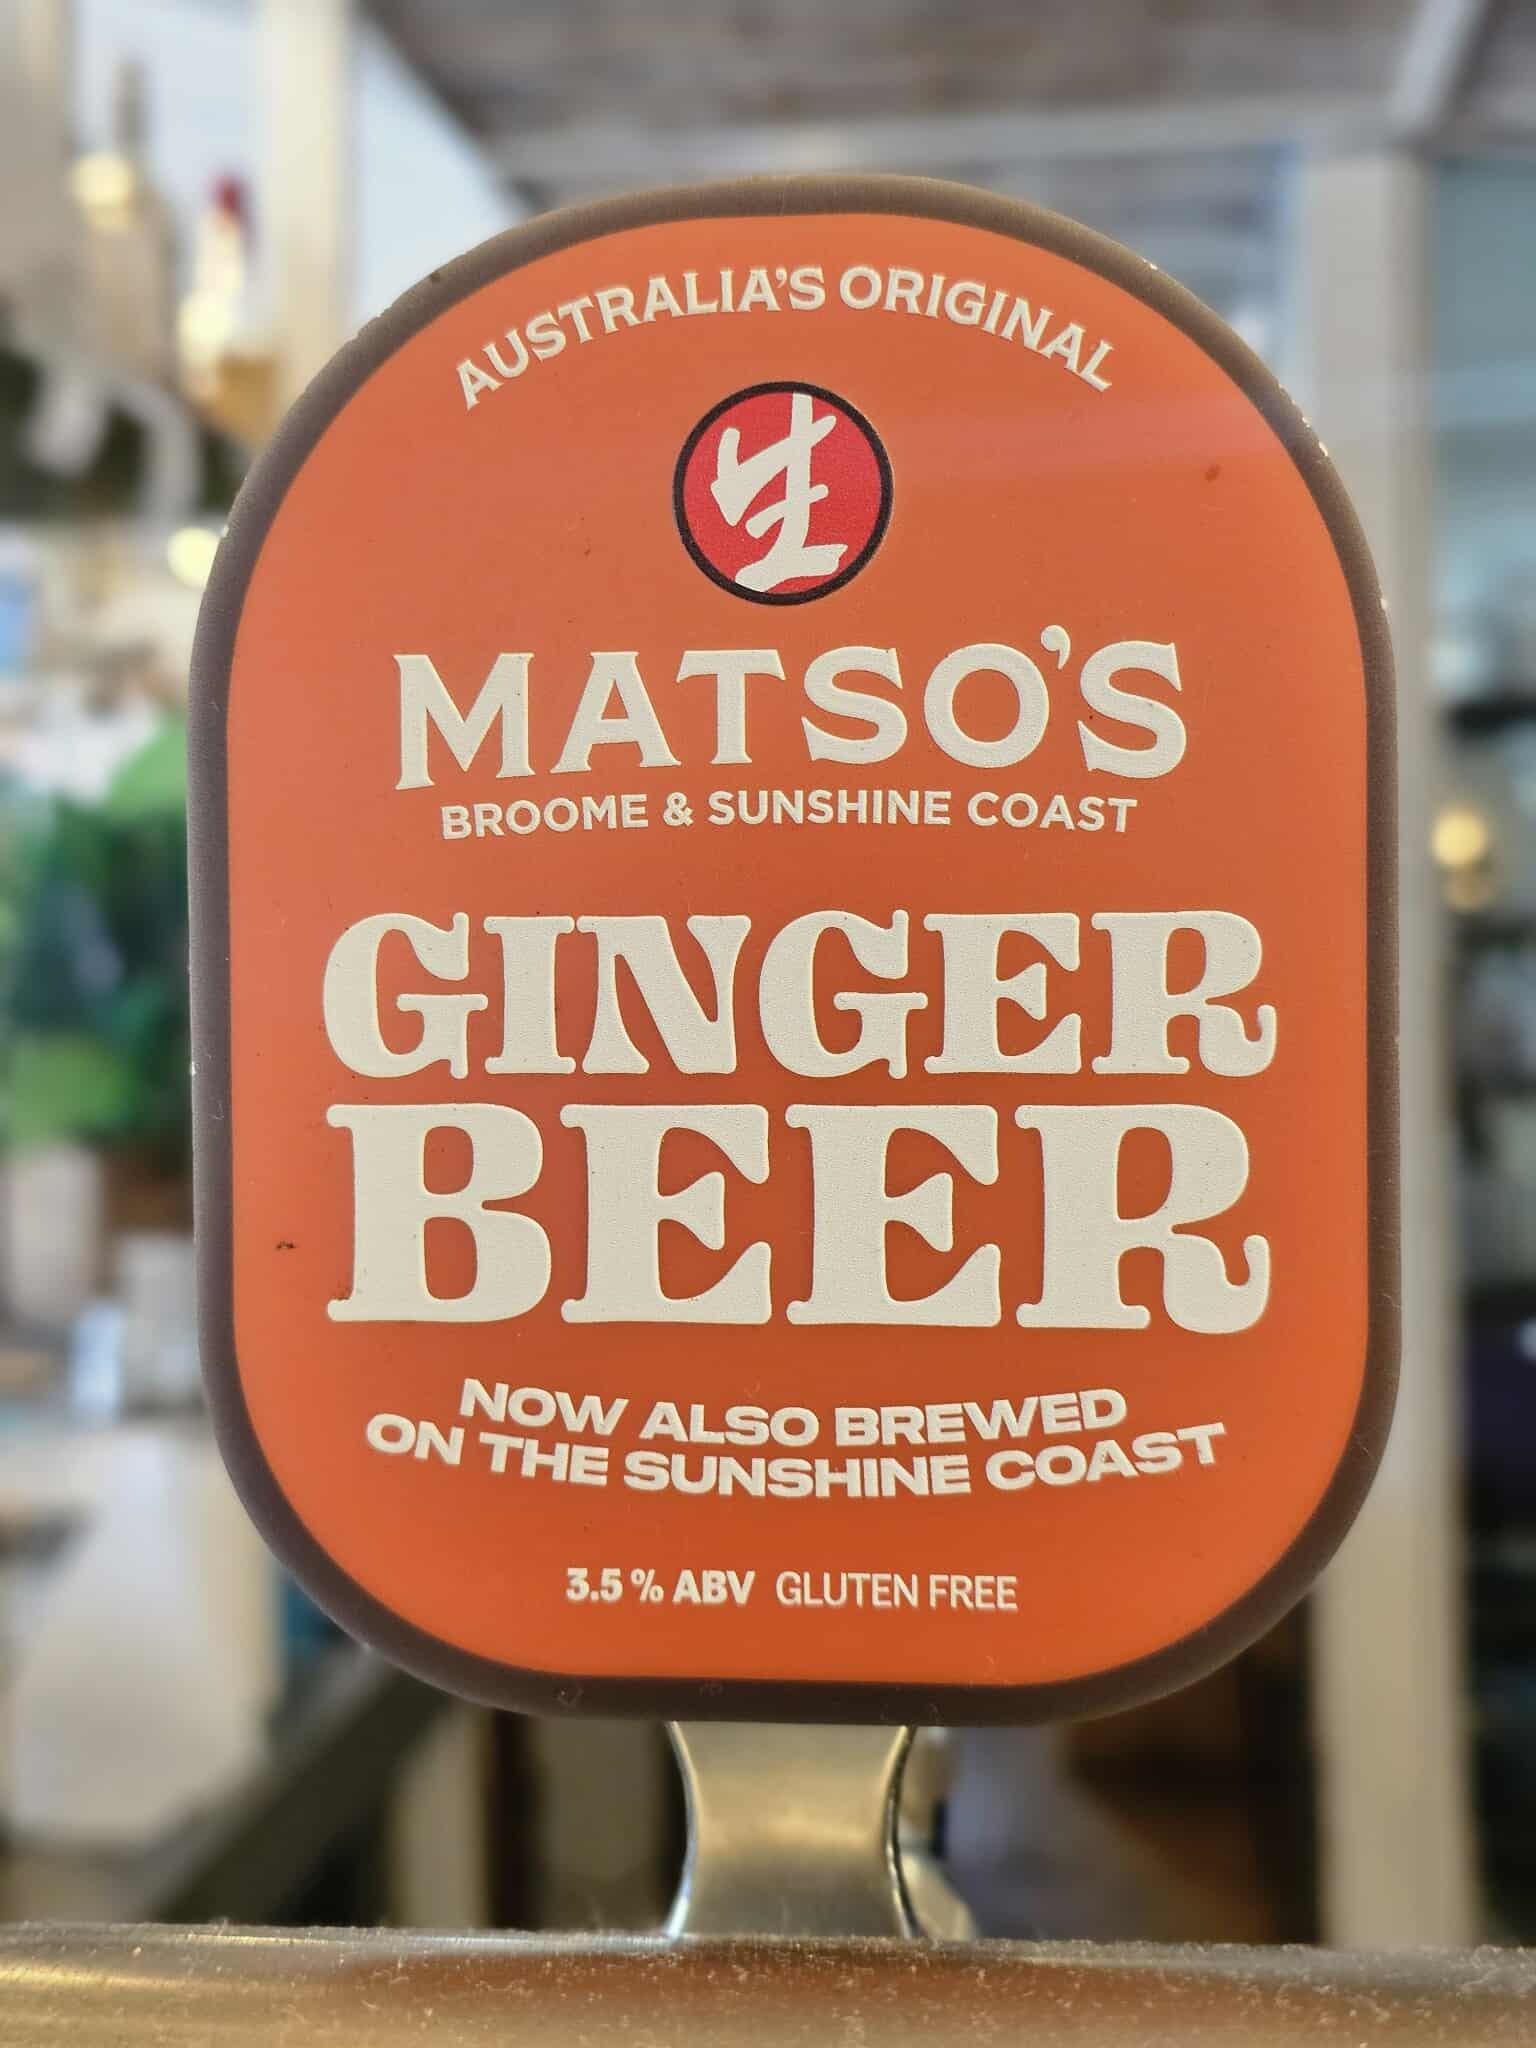 AUSTRALIA'S ORIGINAL
生
MATSO'S
BROOME & SUNSHINE COAST
GINGER
BEER
NOW ALSO BREWED
ON THE SUNSHINE COAST
3.5% ABV GLUTEN FREE